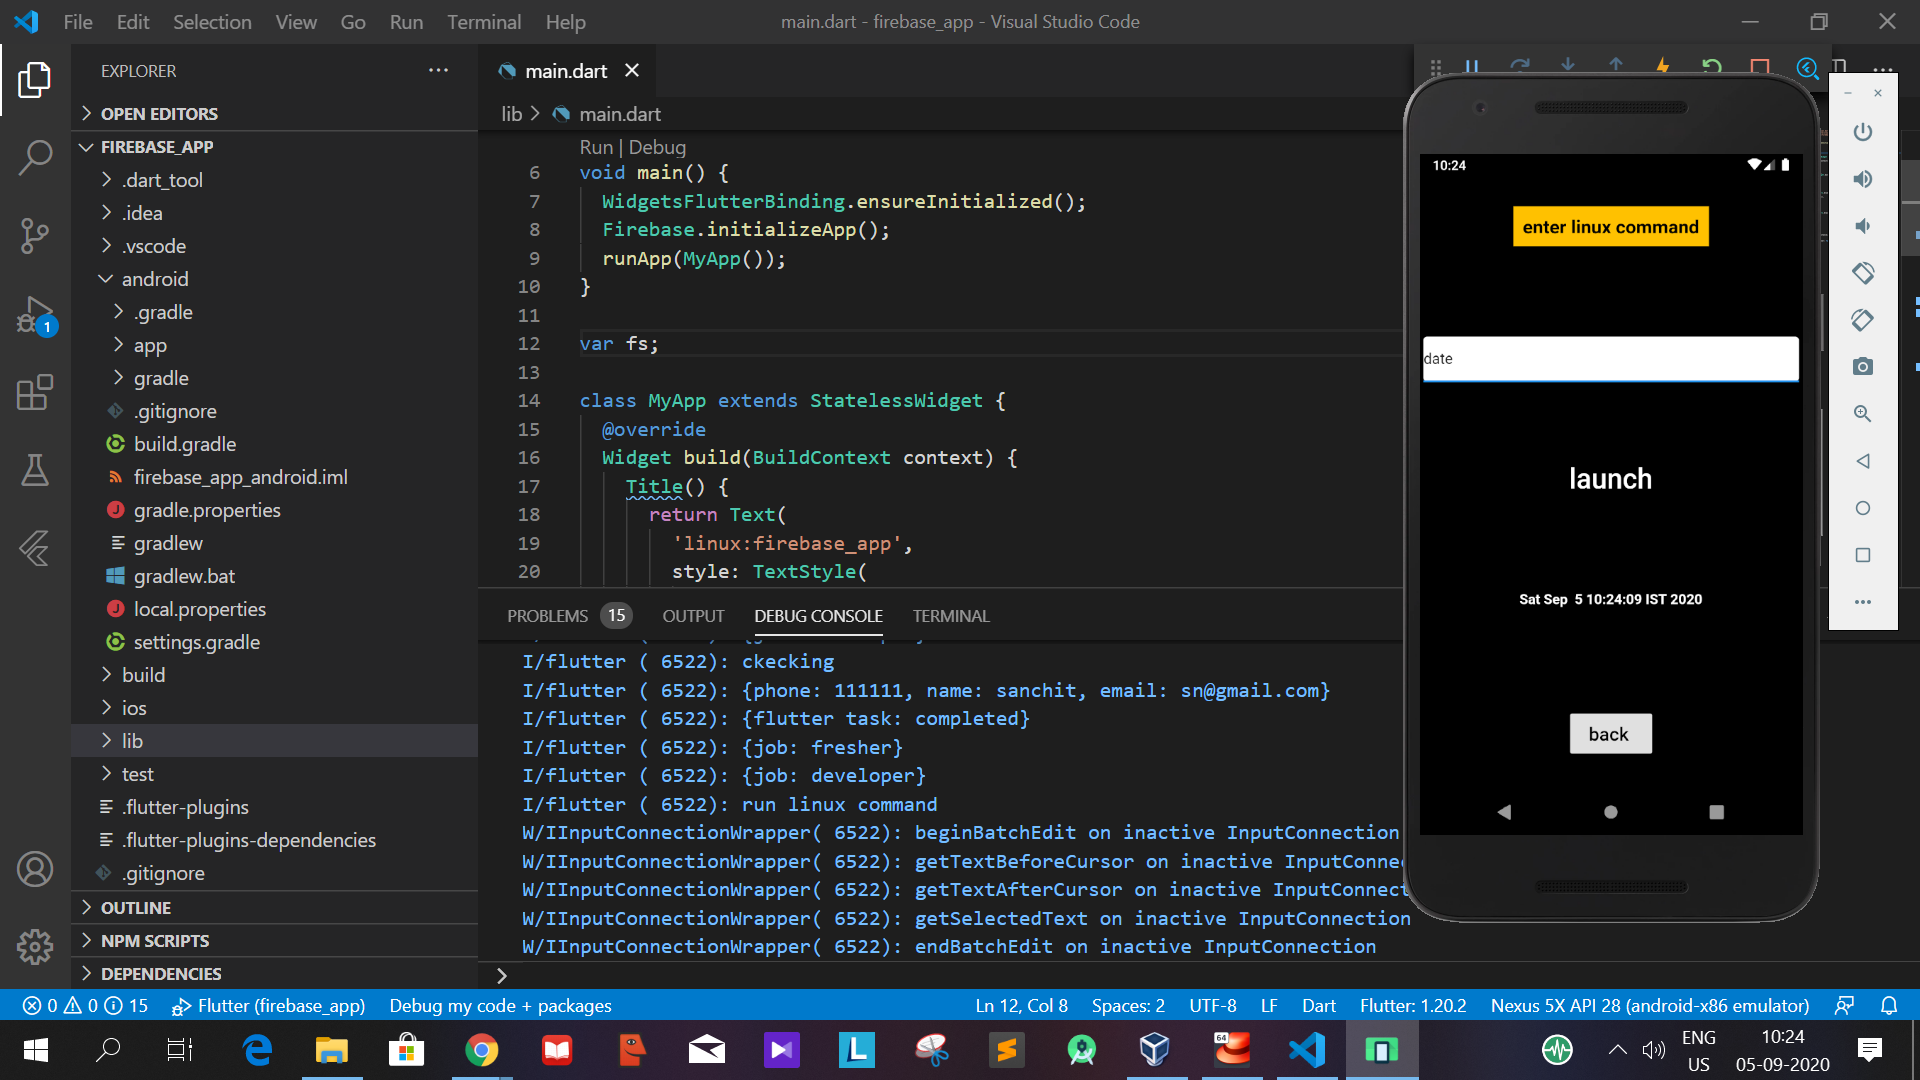 File Edit Selection View Go Run Terminal Help
main.dart - firebase_app - Visual Studio Code
EXPLORER
OPEN EDITORS
FIREBASE_APP
.dart_tool
.idea
.vscode
android
.gradle
app
gradle
.gitignore
build.gradle
firebase_app_android.iml
gradle.properties
gradlew
gradlew.bat
local.properties
settings.gradle
build
ios
lib
test
.flutter-plugins
.flutter-plugins-dependencies
.gitignore
OUTLINE
NPM SCRIPTS
DEPENDENCIES
1
main.dart
lib > main.dart
Run | Debug
6 void main() {
7 WidgetsFlutterBinding.ensureInitialized();
8 Firebase.initializeApp();
9 runApp(MyApp());
10 }
11
12 var fs;
13
14 class MyApp extends StatelessWidget {
15 @override
16 Widget build(BuildContext context) {
17 Title() {
18 return Text(
19 'linux:firebase_app',
20 style: TextStyle(
PROBLEMS 15 OUTPUT DEBUG CONSOLE TERMINAL
I/flutter ( 6522): ckecking
I/flutter ( 6522): {phone: 111111, name: sanchit, email: sn@gmail.com}
I/flutter ( 6522): {flutter task: completed}
I/flutter ( 6522): {job: fresher}
I/flutter ( 6522): {job: developer}
I/flutter ( 6522): run linux command
W/IInputConnectionWrapper( 6522): beginBatchEdit on inactive InputConnection
W/IInputConnectionWrapper( 6522): getTextBeforeCursor on inactive InputConne
W/IInputConnectionWrapper( 6522): getTextAfterCursor on inactive InputConnect
W/IInputConnectionWrapper( 6522): getSelectedText on inactive InputConnection
W/IInputConnectionWrapper( 6522): endBatchEdit on inactive InputConnection
10:24
enter linux command
date
launch
Sat Sep 5 10:24:09 IST 2020
back
0 0 15 Flutter (firebase_app) Debug my code + packages
Ln 12, Col 8 Spaces: 2 UTF-8 LF Dart Flutter: 1.20.2 Nexus 5X API 28 (android-x86 emulator)
L
64
ENG
US
10:24
05-09-2020